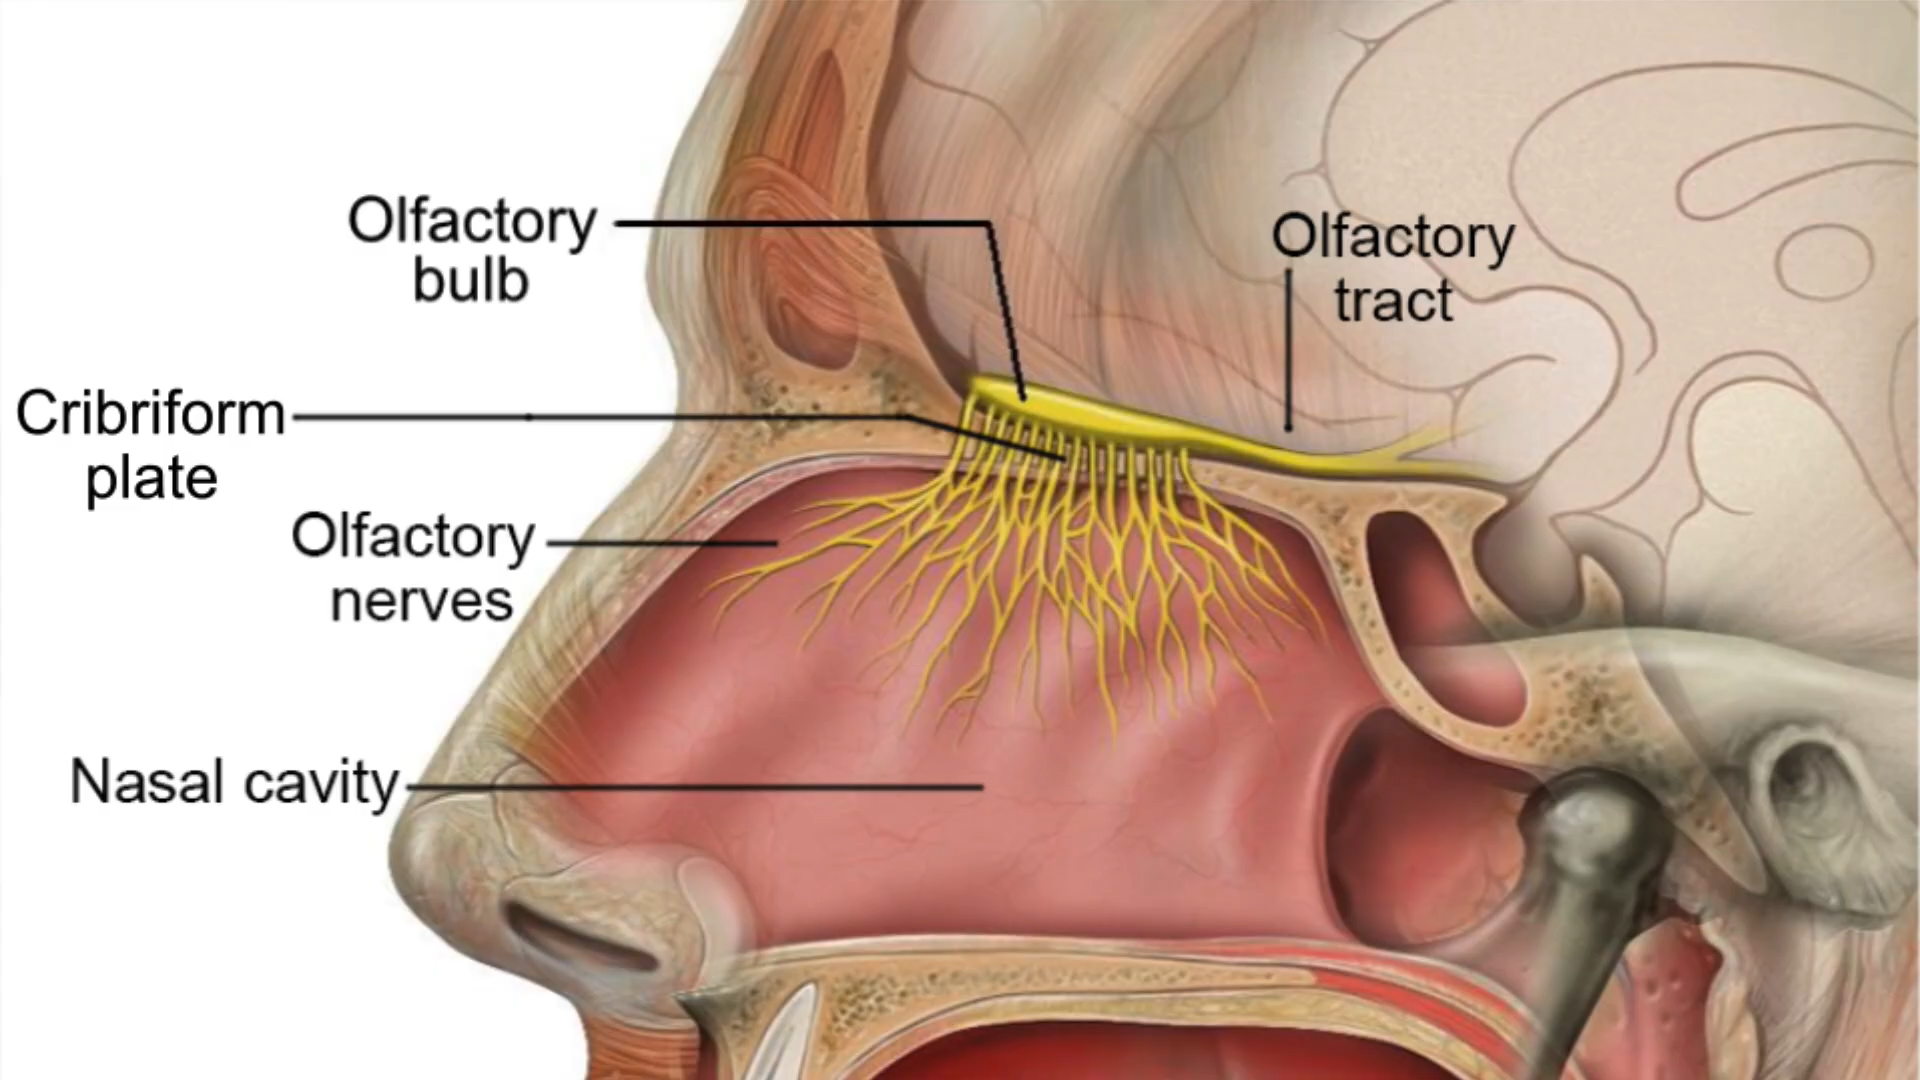 Olfactory
bulb
Olfactory
tract
Cribriform
plate
Olfactory
nerves
Nasal cavity